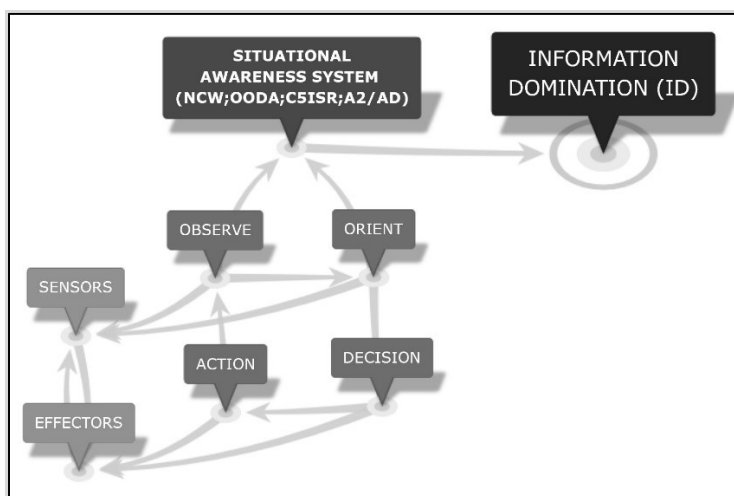 SITUATIONAL
AWARENESS SYSTEM
(NCW;OODA;C5ISR;A2/AD)
INFORMATION
DOMINATION (ID)
OBSERVE
ORIENT
SENSORS
ACTION
DECISION
EFFECTORS